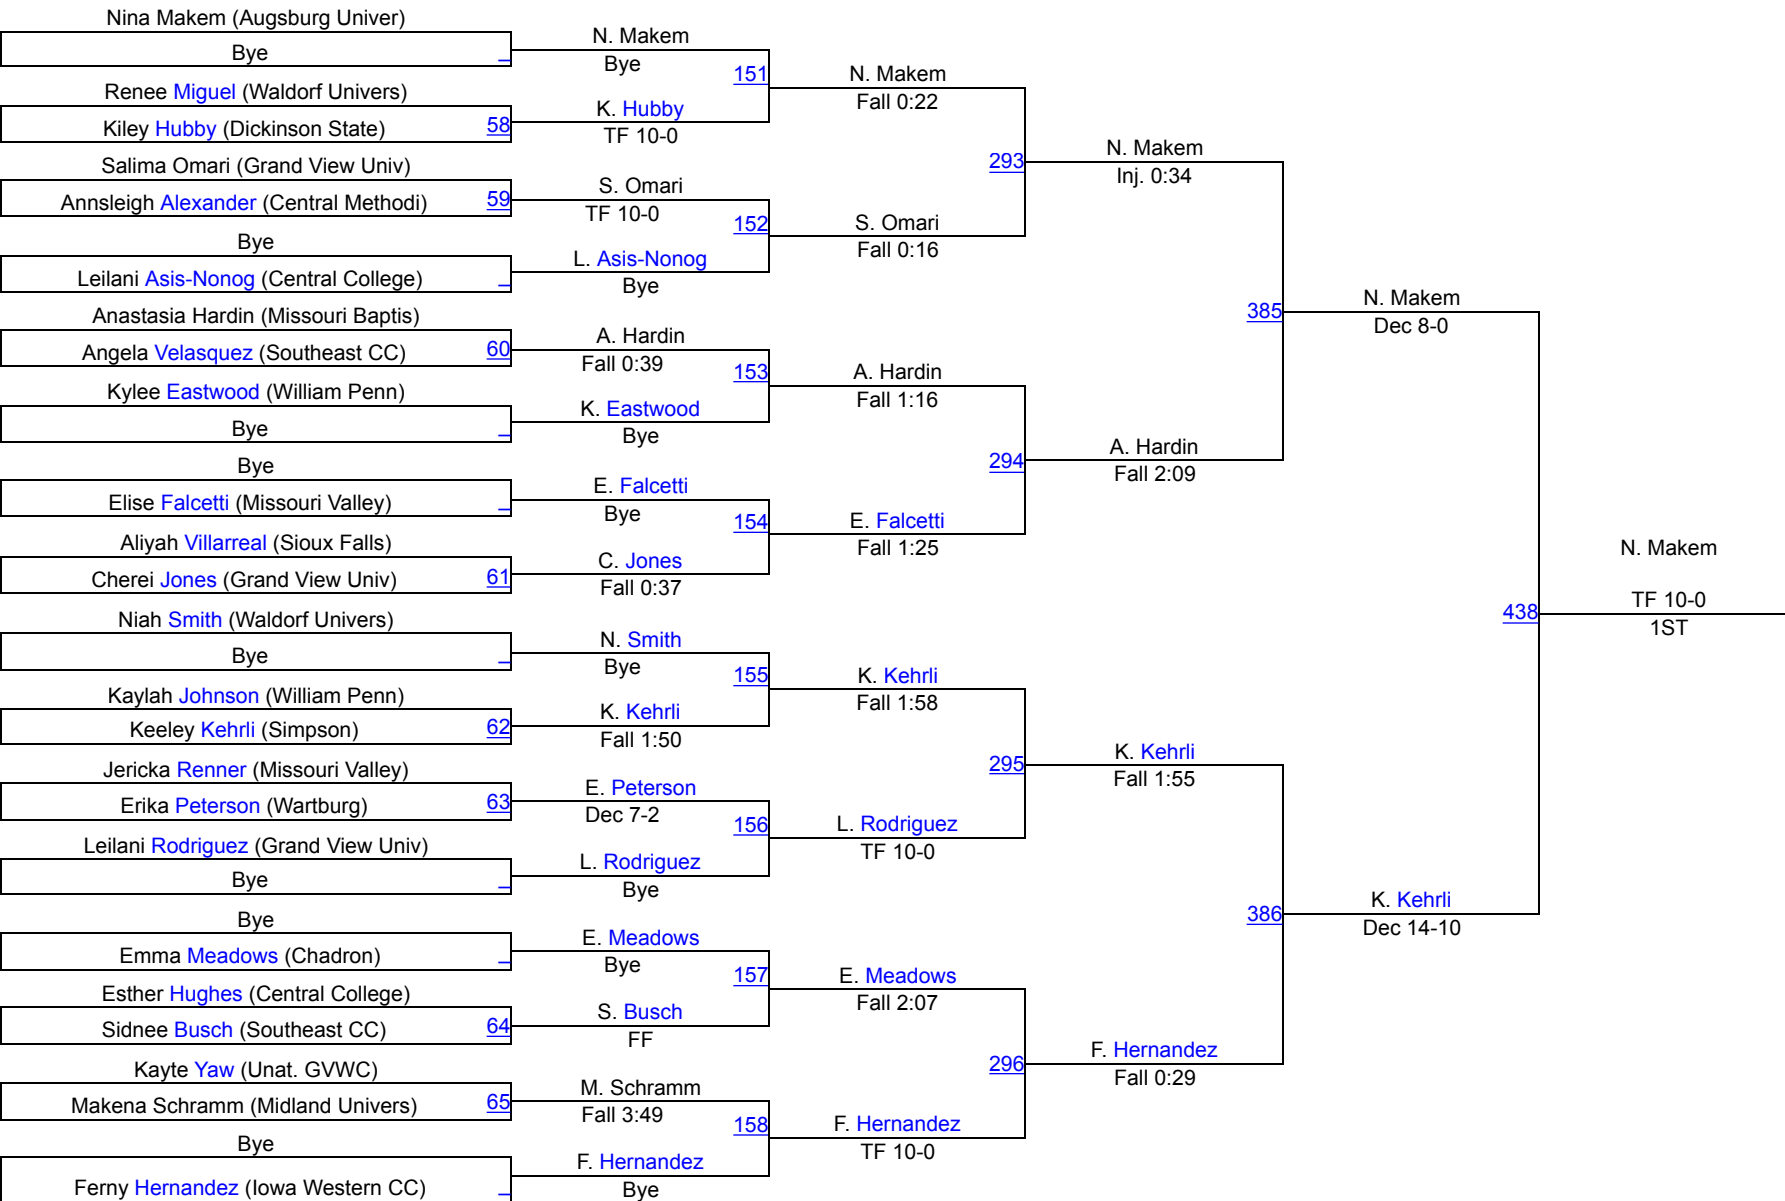 Nina Makem (Augsburg Univer)
Bye
Renee Miguel (Waldorf Univers)
Kiley Hubby (Dickinson State) 58
Salima Omari (Grand View Univ)
Annsleigh Alexander (Central Methodi) 59
Bye
Leilani Asis-Nonog (Central College)
Anastasia Hardin (Missouri Baptis)
Angela Velasquez (Southeast CC) 60
Kylee Eastwood (William Penn)
Bye
Bye
Elise Falcetti (Missouri Valley)
Aliyah Villarreal (Sioux Falls)
Cherei Jones (Grand View Univ) 61
Niah Smith (Waldorf Univers)
Bye
Kaylah Johnson (William Penn)
Keeley Kehrli (Simpson) 62
Jericka Renner (Missouri Valley)
Erika Peterson (Wartburg) 63
Leilani Rodriguez (Grand View Univ)
Bye
Bye
Emma Meadows (Chadron)
Esther Hughes (Central College)
Sidnee Busch (Southeast CC) 64
Kayte Yaw (Unat. GVWC)
Makena Schramm (Midland Univers) 65
Bye
Ferny Hernandez (Iowa Western CC)
N. Makem
Bye
151
K. Hubby
TF 10-0
S. Omari
TF 10-0
152
L. Asis-Nonog
Bye
A. Hardin
Fall 0:39
153
K. Eastwood
Bye
E. Falcetti
Bye
154
C. Jones
Fall 0:37
N. Smith
Bye
155
K. Kehrli
Fall 1:50
E. Peterson
Dec 7-2
156
L. Rodriguez
Bye
E. Meadows
Bye
157
S. Busch
FF
M. Schramm
Fall 3:49
158
F. Hernandez
Bye
N. Makem
Fall 0:22
293
S. Omari
Fall 0:16
A. Hardin
Fall 1:16
294
E. Falcetti
Fall 1:25
K. Kehrli
Fall 1:58
295
L. Rodriguez
TF 10-0
E. Meadows
Fall 2:07
296
F. Hernandez
TF 10-0
N. Makem
Inj. 0:34
385
A. Hardin
Fall 2:09
K. Kehrli
Fall 1:55
386
F. Hernandez
Fall 0:29
N. Makem
Dec 8-0
438
K. Kehrli
Dec 14-10
N. Makem
TF 10-0
1ST